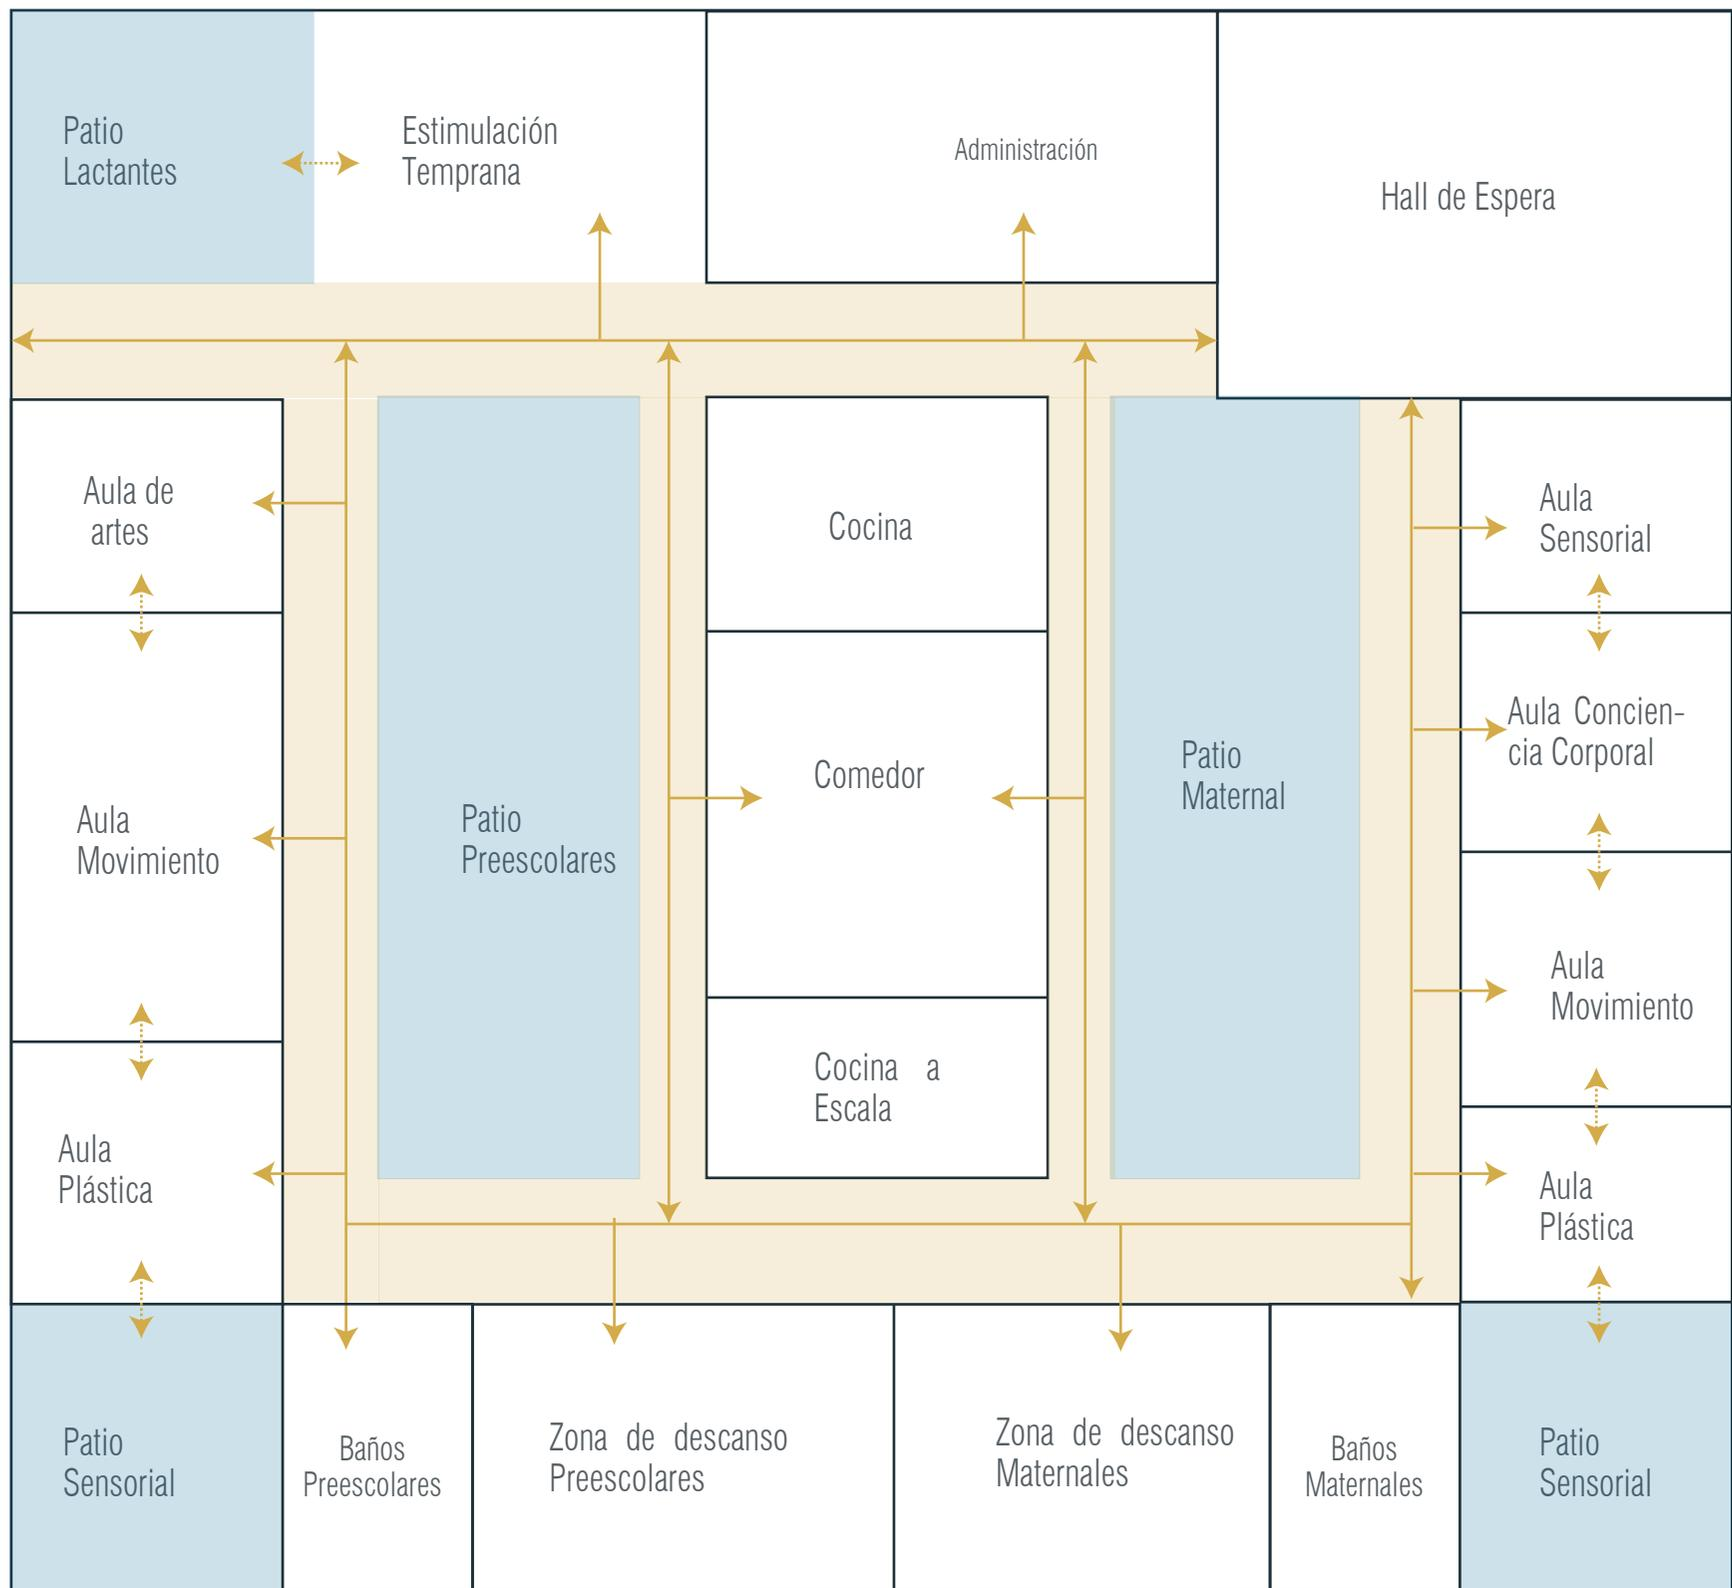 Patio
Lactantes
Estimulación
Temprana
Administración
Hall de Espera
Aula de
artes
Cocina
Aula
Sensorial
Aula Concien-
cia Corporal
Comedor
Patio
Maternal
Aula
Movimiento
Patio
Preescolares
Aula
Movimiento
Cocina a
Escala
Aula
Plástica
Aula
Plástica
Patio
Sensorial
Baños
Preescolares
Zona de descanso
Preescolares
Zona de descanso
Maternales
Baños
Maternales
Patio
Sensorial